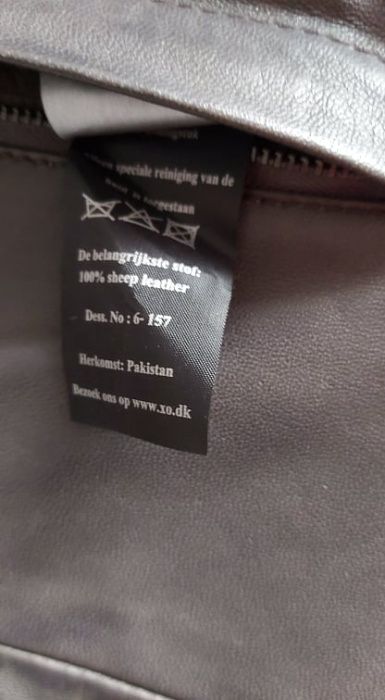 speciale reiniging van de
toegestaan
De belangrijkste stof:
100% sheep leather
Dess. No : 6- 157
Herkomst: Pakistan
Bezoek ons op www.xo.dk